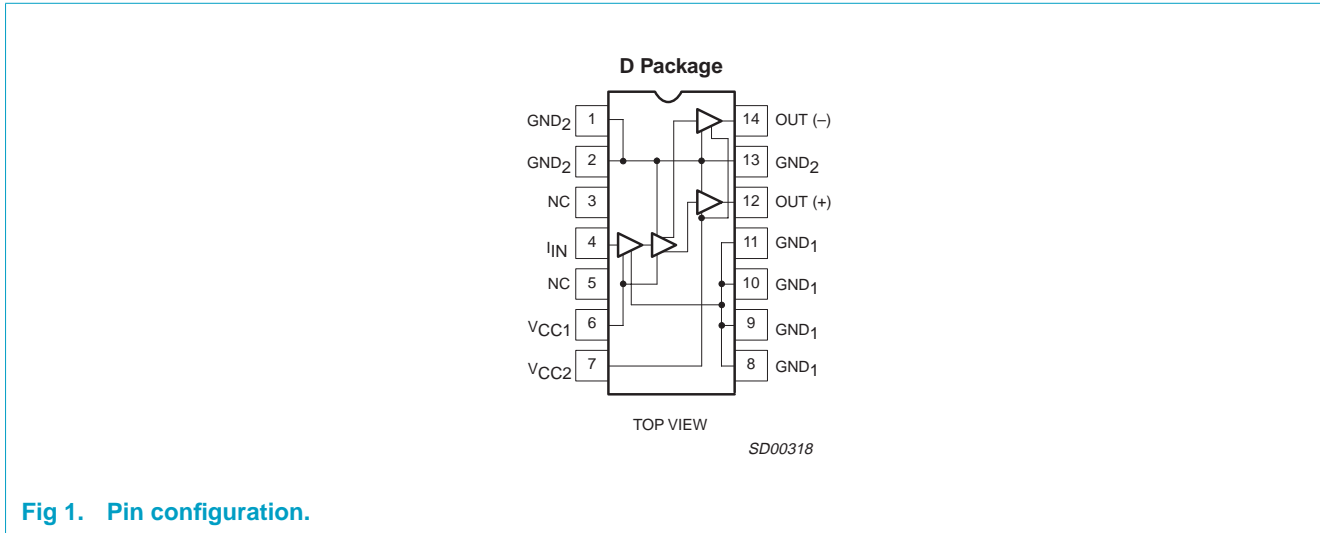 D Package
GND2 1 14 OUT (–)
GND2 2 13 GND2
NC 3 12 OUT (+)
IIN 4 11 GND1
NC 5 10 GND1
VCC1 6 9 GND1
VCC2 7 8 GND1
TOP VIEW
SD00318
Fig 1. Pin configuration.